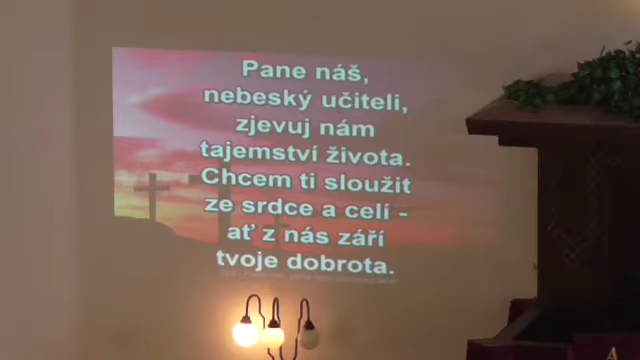 Pane náš,
nebeský učiteli,
zjevuj nám
tajemství života.
Chcem ti sloužit
ze srdce a celí -
ať z nás září
tvoje dobrota.